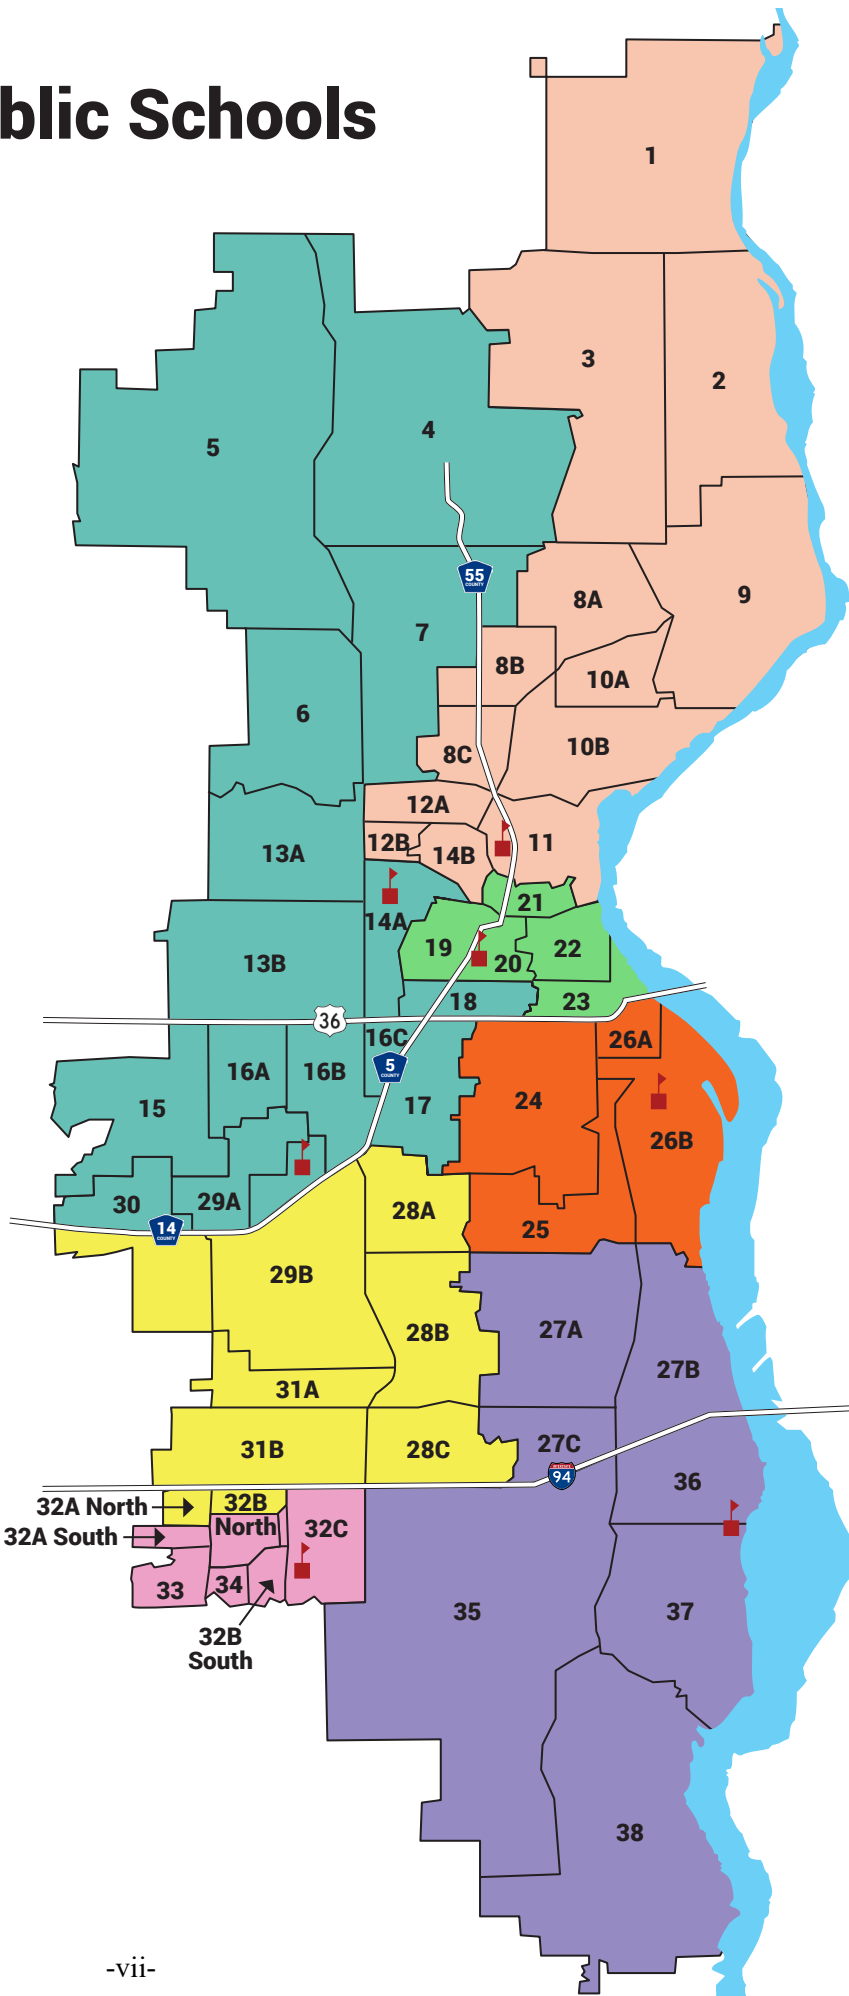 blic Schools
1
3
2
4
5
55
COUNTY
8A
9
7
8B
10A
6
10B
8C
12A
12B
11
13A
14B
21
14A
19
22
13B
20
18
23
36
16C
26A
5
COUNTY
16A
16B
24
17
15
26B
30
29A
28A
14
COUNTY
25
29B
27A
28B
27B
31A
27C
31B
28C
94
36
32A North
32B
North
32C
32A South
33
34
35
37
32B
South
38
-vii-